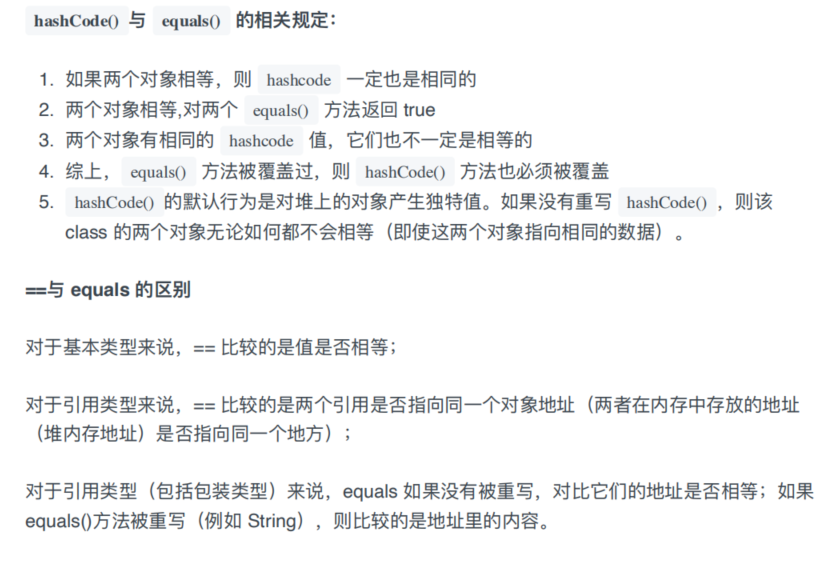 hashCode() 与 equals() 的相关规定：
1. 如果两个对象相等，则 hashcode 一定也是相同的
2. 两个对象相等,对两个 equals() 方法返回 true
3. 两个对象有相同的 hashcode 值，它们也不一定是相等的
4. 综上， equals() 方法被覆盖过，则 hashCode() 方法也必须被覆盖
5. hashCode() 的默认行为是对堆上的对象产生独特值。如果没有重写 hashCode() ，则该
class 的两个对象无论如何都不会相等（即使这两个对象指向相同的数据）。
==与 equals 的区别
对于基本类型来说，== 比较的是值是否相等；
对于引用类型来说，== 比较的是两个引用是否指向同一个对象地址（两者在内存中存放的地址
（堆内存地址）是否指向同一个地方）；
对于引用类型（包括包装类型）来说，equals 如果没有被重写，对比它们的地址是否相等；如果
equals()方法被重写（例如 String），则比较的是地址里的内容。